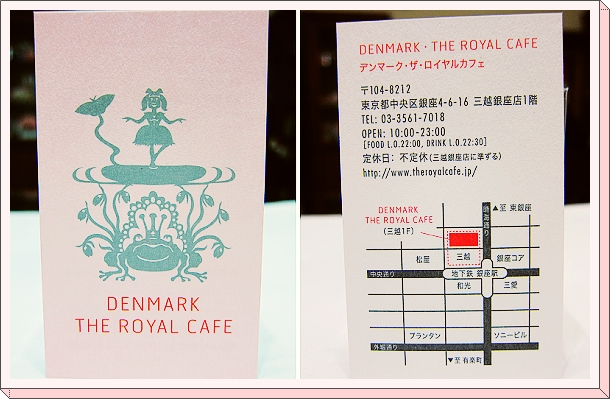 DENMARK
THE ROYAL CAFE
DENMARK・THE ROYAL CAFE
デンマーク・ザ・ロイヤルカフェ
〒104-8212
東京都中央区銀座4-6-16 三越銀座店1階
TEL: 03-3561-7018
OPEN: 10:00-23:00
[FOOD L.O.22:00, DRINK L.O.22:30]
定休日: 不定休(三越銀座店に準ずる)
http://www.theroyalcafe.jp/
DENMARK
THE ROYAL CAFE
(三越1F)
晴海通り
▲至 東銀座
松屋
三越
銀座コア
中央通り
地下鉄 銀座駅
和光
三愛
プランタン
ソニービル
外堀通り
▼至 有楽町